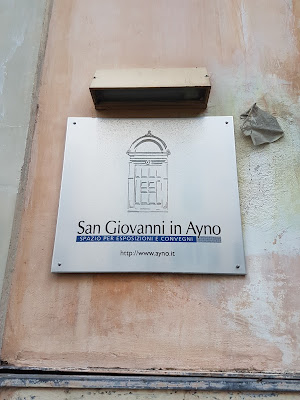 San Giovanni in Ayno
SPAZIO PER ESPOSIZIONI E CONVEGNI
http://www.ayno.it